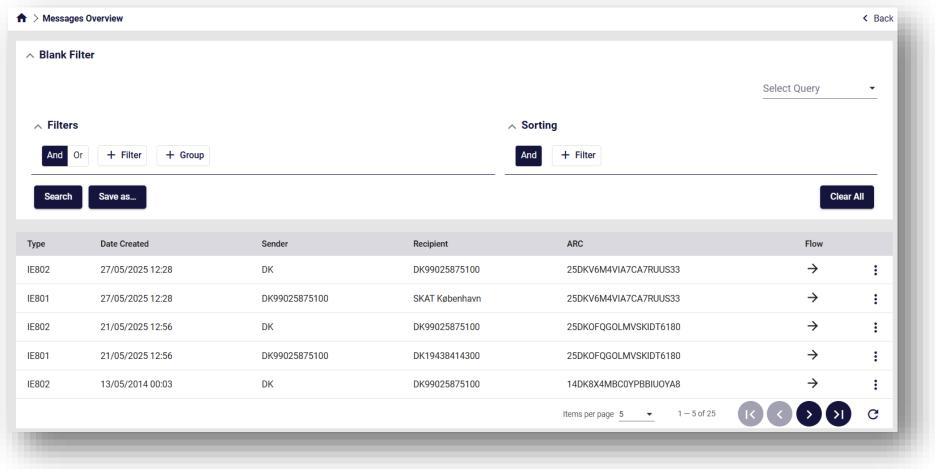 > Messages Overview < Back
Blank Filter
Select Query
Filters Sorting
And Or + Filter + Group And + Filter
Search Save as... Clear All
Type Date Created Sender Recipient ARC Flow
IE802 27/05/2025 12:28 DK DK99025875100 25DKV6M4VIA7CA7RUUS33
IE801 27/05/2025 12:28 DK99025875100 SKAT København 25DKV6M4VIA7CA7RUUS33
IE802 21/05/2025 12:56 DK DK99025875100 25DKOFQGOLMVSKIDT6180
IE801 21/05/2025 12:56 DK99025875100 DK19438414300 25DKOFQGOLMVSKIDT6180
IE802 13/05/2014 00:03 DK DK99025875100 14DK8X4MBC0YPBBIUOYA8
Items per page 5 1 – 5 of 25